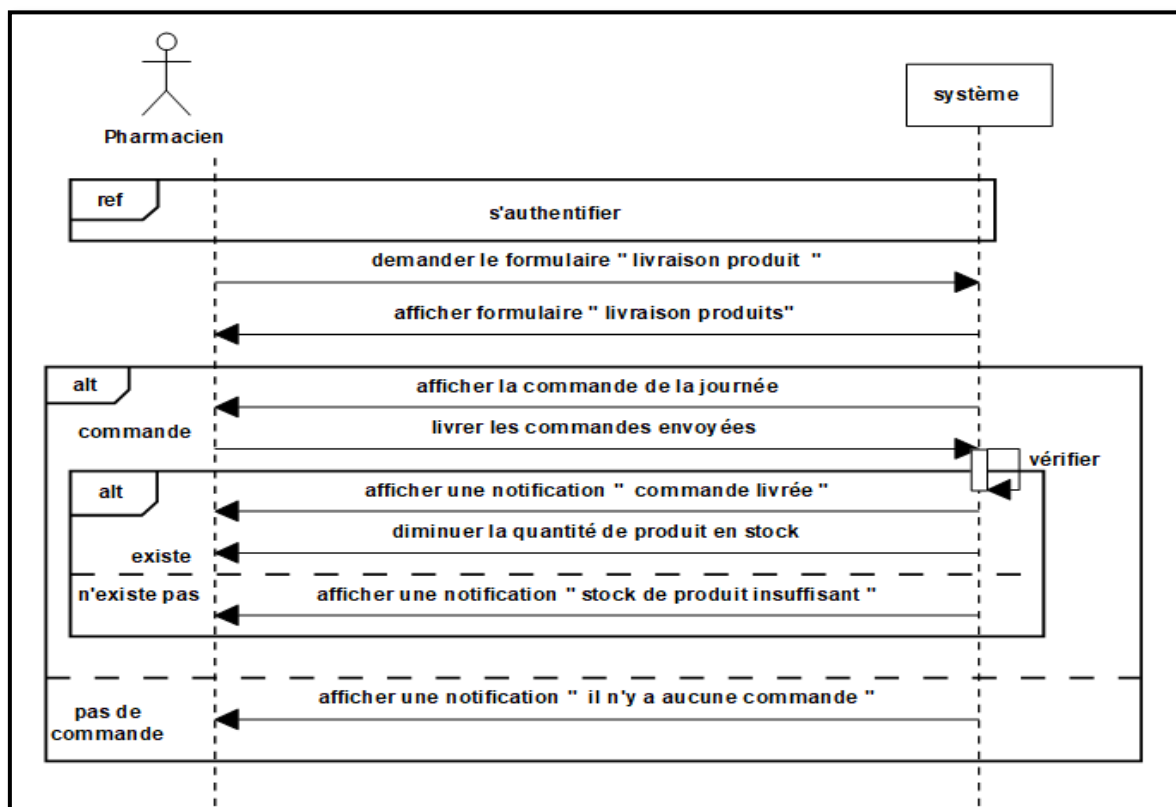 Pharmacien
système
ref
s'authentifier
demander le formulaire " livraison produit "
afficher formulaire " livraison produits"
alt
afficher la commande de la journée
commande
livrer les commandes envoyées
vérifier
alt
afficher une notification " commande livrée "
diminuer la quantité de produit en stock
existe
n'existe pas
afficher une notification " stock de produit insuffisant "
afficher une notification " il n'y a aucune commande "
pas de
commande